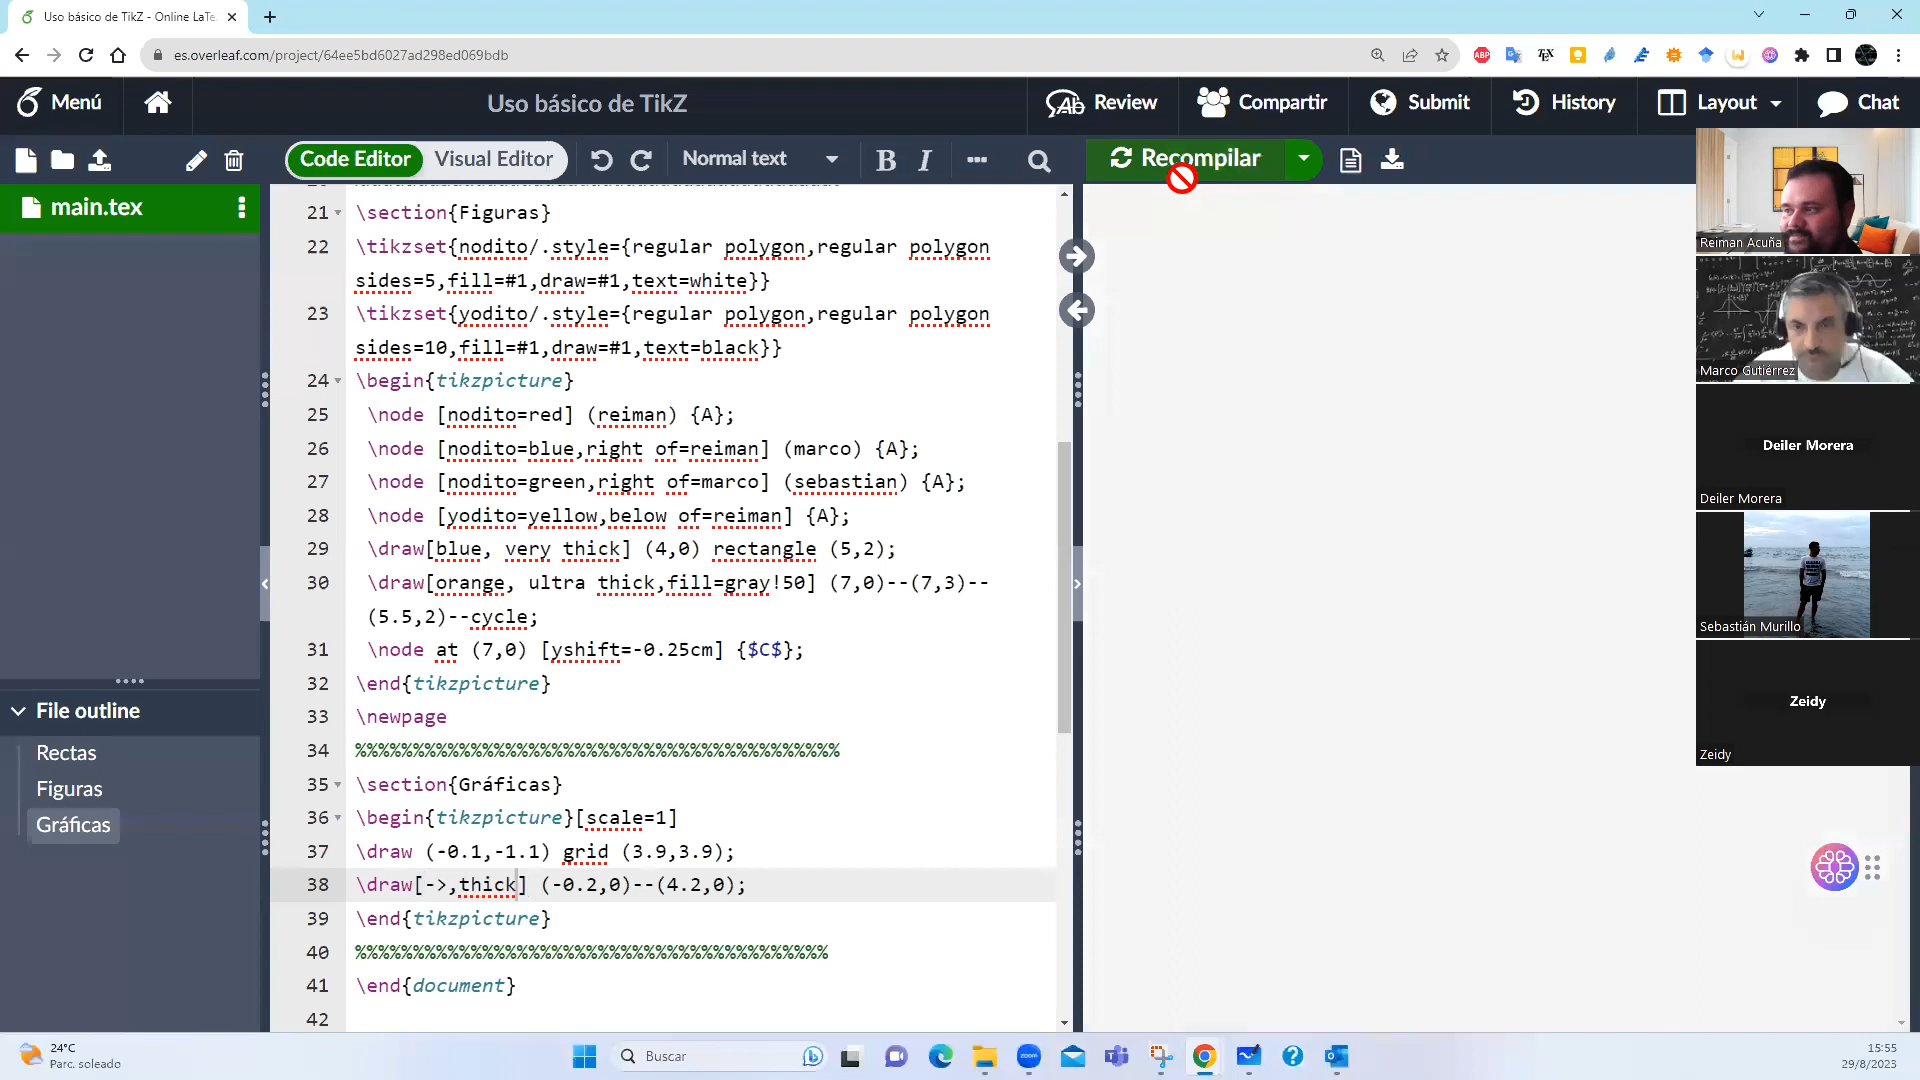 Uso básico de TikZ - Online LaTe
es.overleaf.com/project/64ee5bd6027ad298ed069bdb
Menú
Uso básico de TikZ
Review
Compartir
Submit
History
Layout
Chat
Code Editor
Visual Editor
Normal text
B
I
Recompilar
main.tex
21 \section{Figuras}
22 \tikzset{nodito/.style={regular polygon,regular polygon
sides=5,fill=#1,draw=#1,text=white}}
23 \tikzset{yodito/.style={regular polygon,regular polygon
sides=10,fill=#1,draw=#1,text=black}}
24 \begin{tikzpicture}
25 \node [nodito=red] (reiman) {A};
26 \node [nodito=blue,right of=reiman] (marco) {A};
27 \node [nodito=green,right of=marco] (sebastian) {A};
28 \node [yodito=yellow,below of=reiman] {A};
29 \draw[blue, very thick] (4,0) rectangle (5,2);
30 \draw[orange, ultra thick,fill=gray!50] (7,0)--(7,3)--
(5.5,2)--cycle;
31 \node at (7,0) [yshift=-0.25cm] {$C$};
32 \end{tikzpicture}
33 \newpage
34 %%%%%%%%%%%%%%%%%%%%%%%%%%%%%%%%%%%%%%%%%%
35 \section{Gráficas}
36 \begin{tikzpicture}[scale=1]
37 \draw (-0.1,-1.1) grid (3.9,3.9);
38 \draw[->,thick] (-0.2,0)--(4.2,0);
39 \end{tikzpicture}
40 %%%%%%%%%%%%%%%%%%%%%%%%%%%%%%%%%%%%%%%%%
41 \end{document}
42
File outline
Rectas
Figuras
Gráficas
Reiman Acuña
Marco Gutiérrez
Deiler Morera
Deiler Morera
Sebastián Murillo
Zeidy
Zeidy
24°C
Parc. soleado
Buscar
15:55
29/8/2023